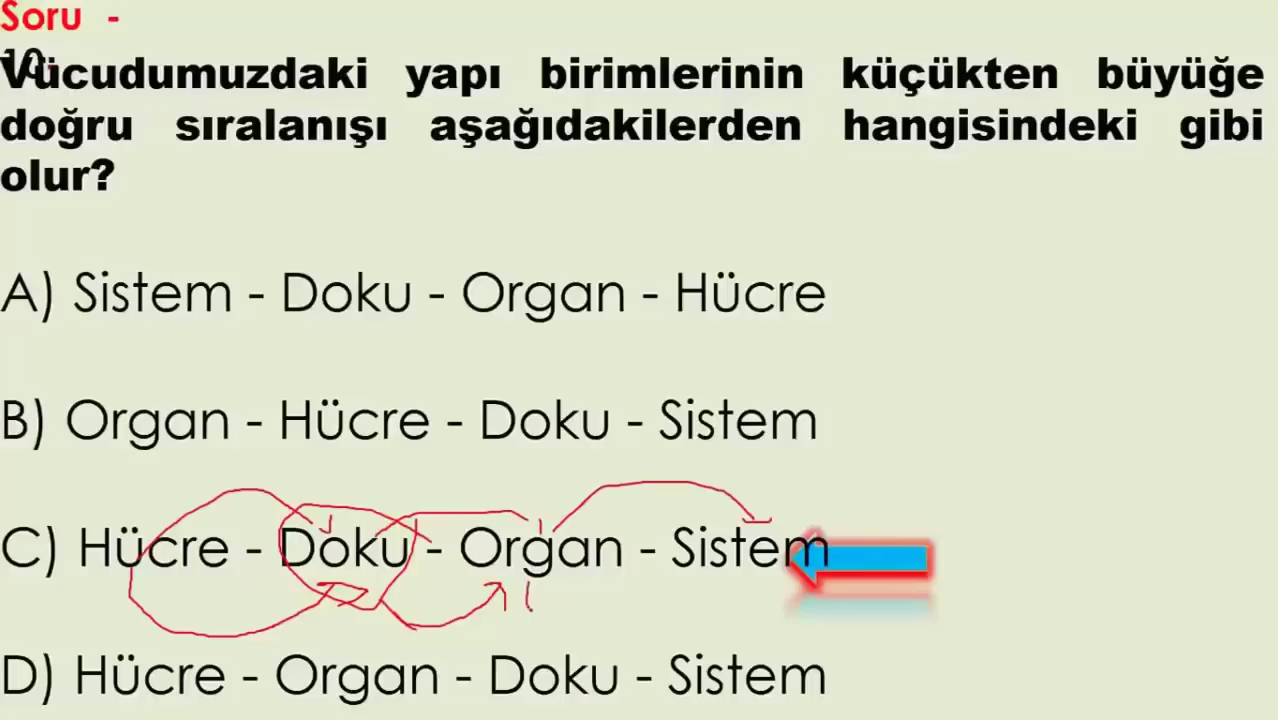 Soru -
10
Vücudumuzdaki yapı birimlerinin küçükten büyüğe
doğru sıralanışı aşağıdakilerden hangisindeki gibi
olur?
A) Sistem - Doku - Organ - Hücre
B) Organ - Hücre - Doku - Sistem
C) Hücre - Doku - Organ - Sistem
D) Hücre - Organ - Doku - Sistem